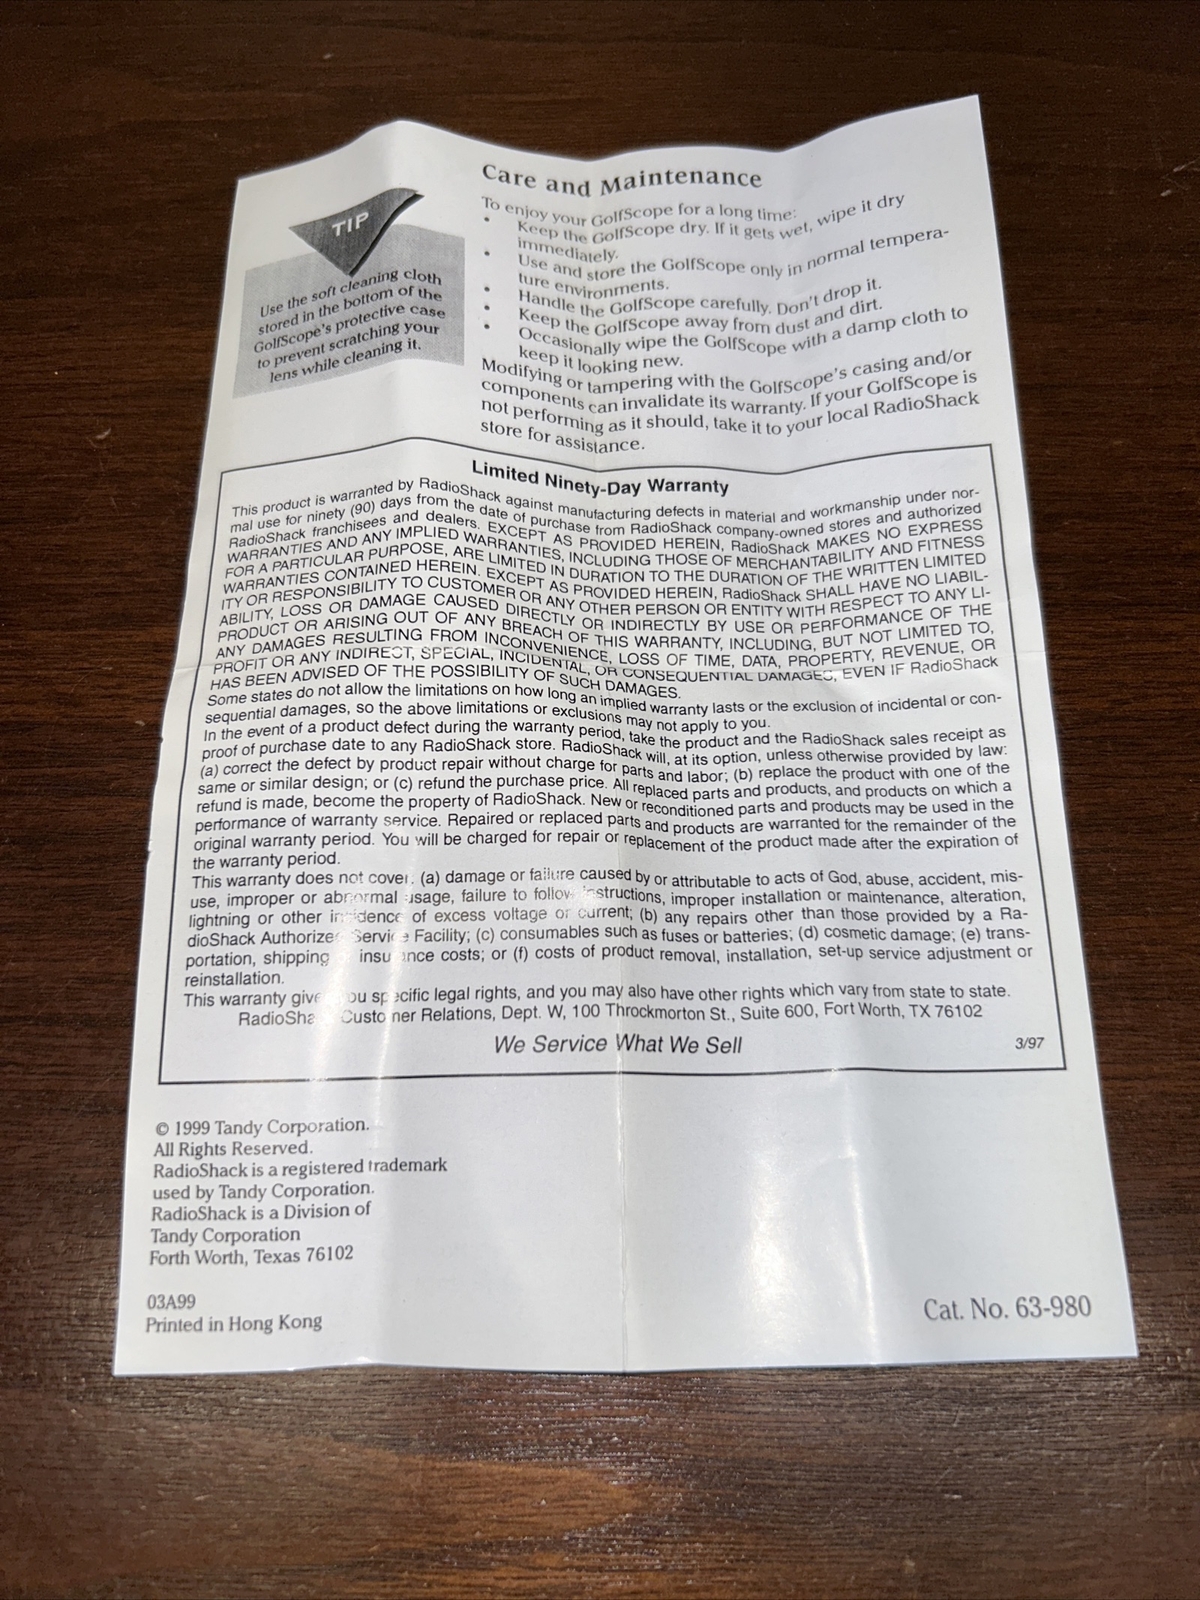 TIP
Use the soft cleaning cloth
stored in the bottom of the
GolfScope's protective case
to prevent scratching your
lens while cleaning it.
Care and Maintenance
To enjoy your GolfScope for a long time:
• Keep the GolfScope dry. If it gets wet, wipe it dry
immediately.
• Use and store the GolfScope only in normal tempera-
ture environments.
• Handle the GolfScope carefully. Don't drop it.
• Keep the GolfScope away from dust and dirt.
• Occasionally wipe the GolfScope with a damp cloth to
keep it looking new.
Modifying or tampering with the GolfScope's casing and/or
components can invalidate its warranty. If your GolfScope is
not performing as it should, take it to your local RadioShack
store for assistance.
Limited Ninety-Day Warranty
This product is warranted by RadioShack against manufacturing defects in material and workmanship under nor-
mal use for ninety (90) days from the date of purchase from RadioShack company-owned stores and authorized
RadioShack franchisees and dealers. EXCEPT AS PROVIDED HEREIN, RadioShack MAKES NO EXPRESS
WARRANTIES AND ANY IMPLIED WARRANTIES, INCLUDING THOSE OF MERCHANTABILITY AND FITNESS
FOR A PARTICULAR PURPOSE, ARE LIMITED IN DURATION TO THE DURATION OF THE WRITTEN LIMITED
WARRANTIES CONTAINED HEREIN. EXCEPT AS PROVIDED HEREIN, RadioShack SHALL HAVE NO LIABIL-
ITY OR RESPONSIBILITY TO CUSTOMER OR ANY OTHER PERSON OR ENTITY WITH RESPECT TO ANY LI-
ABILITY, LOSS OR DAMAGE CAUSED DIRECTLY OR INDIRECTLY BY USE OR PERFORMANCE OF THE
PRODUCT OR ARISING OUT OF ANY BREACH OF THIS WARRANTY, INCLUDING, BUT NOT LIMITED TO,
ANY DAMAGES RESULTING FROM INCONVENIENCE, LOSS OF TIME, DATA, PROPERTY, REVENUE, OR
PROFIT OR ANY INDIRECT, SPECIAL, INCIDENTAL, OR CONSEQUENTIAL DAMAGES, EVEN IF RadioShack
HAS BEEN ADVISED OF THE POSSIBILITY OF SUCH DAMAGES.
Some states do not allow the limitations on how long an implied warranty lasts or the exclusion of incidental or con-
sequential damages, so the above limitations or exclusions may not apply to you.
In the event of a product defect during the warranty period, take the product and the RadioShack sales receipt as
proof of purchase date to any RadioShack store. RadioShack will, at its option, unless otherwise provided by law:
(a) correct the defect by product repair without charge for parts and labor; (b) replace the product with one of the
same or similar design; or (c) refund the purchase price. All replaced parts and products, and products on which a
refund is made, become the property of RadioShack. New or reconditioned parts and products may be used in the
performance of warranty service. Repaired or replaced parts and products are warranted for the remainder of the
original warranty period. You will be charged for repair or replacement of the product made after the expiration of
the warranty period.
This warranty does not cover: (a) damage or failure caused by or attributable to acts of God, abuse, accident, mis-
use, improper or abnormal usage, failure to follow instructions, improper installation or maintenance, alteration,
lightning or other incidence of excess voltage or current; (b) any repairs other than those provided by a Ra-
dioShack Authorized Service Facility; (c) consumables such as fuses or batteries; (d) cosmetic damage; (e) trans-
portation, shipping insurance costs; or (f) costs of product removal, installation, set-up service adjustment or
reinstallation.
This warranty gives you specific legal rights, and you may also have other rights which vary from state to state.
RadioShack Customer Relations, Dept. W, 100 Throckmorton St., Suite 600, Fort Worth, TX 76102
We Service What We Sell
3/97
© 1999 Tandy Corporation.
All Rights Reserved.
RadioShack is a registered trademark
used by Tandy Corporation.
RadioShack is a Division of
Tandy Corporation
Forth Worth, Texas 76102
03A99
Printed in Hong Kong
Cat. No. 63-980